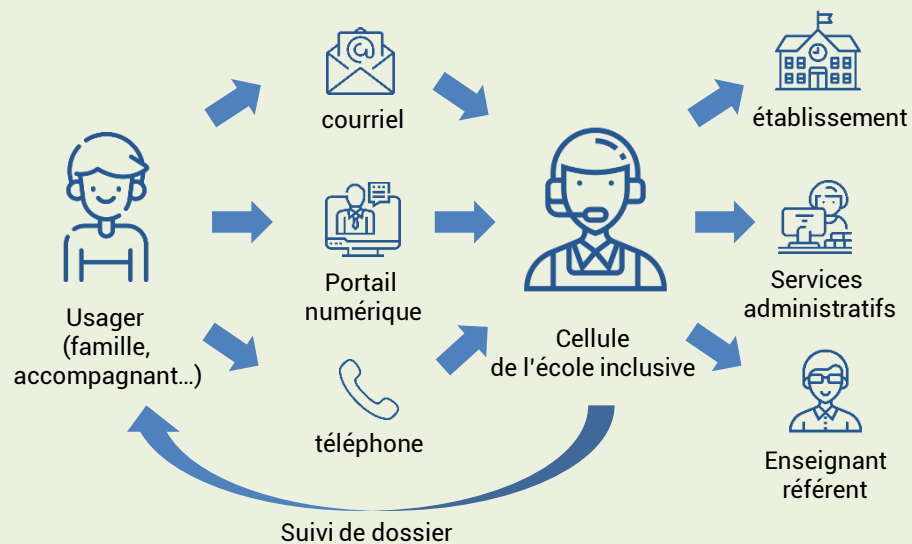 courriel
établissement
Portail
numérique
Services
administratifs
Usager
(famille,
accompagnant...)
Cellule
de l'école inclusive
téléphone
Enseignant
référent
Suivi de dossier